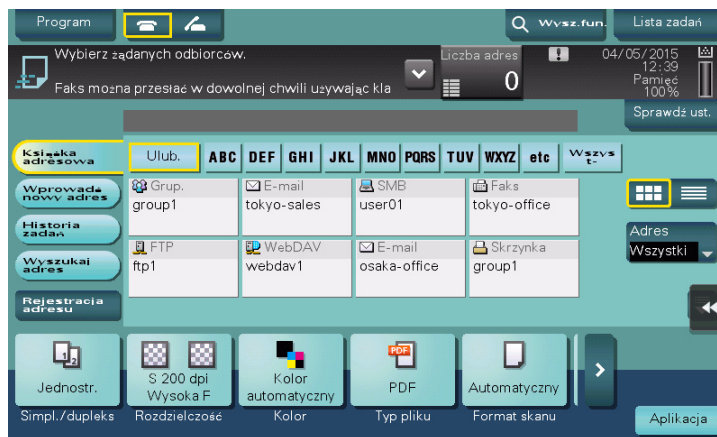 Program
Wysz.fun.
Lista zadań
Wybierz żądanych odbiorców.
Liczba adres
0
04/05/2015
12:39
Pamięć
100%
Faks można przesłać w dowolnej chwili używając kla
Sprawdź ust.
Książka
adresowa
Ulub. ABC DEF GHI JKL MNO PQRS TUV WXYZ etc Wszys
t-
Wprowadź
nowy adres
Historia
zadań
Wyszukaj
adres
Rejestracja
adresu
Grup. E-mail SMB Faks
group1 tokyo-sales user01 tokyo-office
FTP WebDAV E-mail Skrzynka
ftp1 webdav1 osaka-office group1
Adres
Wszystki
1 2
Jednostr.
Simpl./dupleks
S 200 dpi
Wysoka F
Rozdzielczość
Kolor
automatyczny
Kolor
PDF
PDF
Typ pliku
Automatyczny
Format skanu
Aplikacja